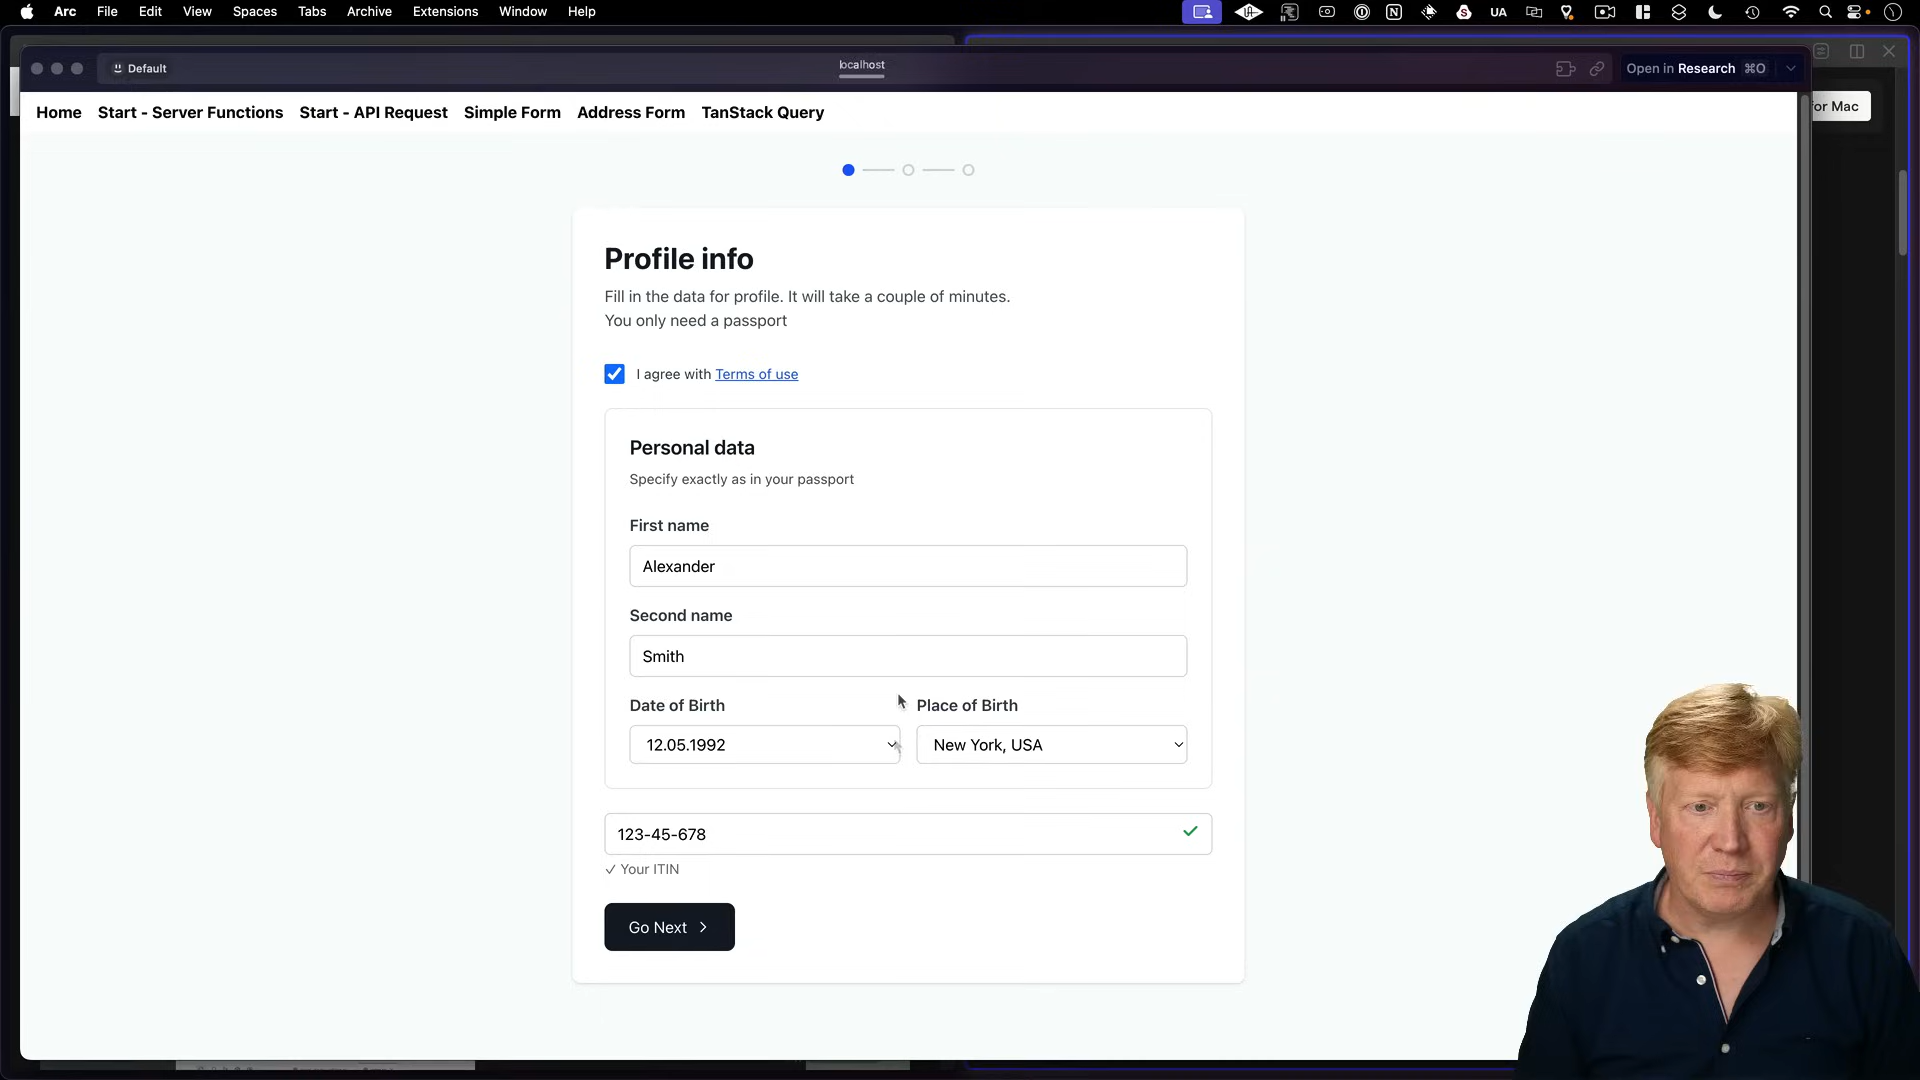 Arc File Edit View Spaces Tabs Archive Extensions Window Help UA
Default localhost Open in Research ⌘O
Home Start - Server Functions Start - API Request Simple Form Address Form TanStack Query
for Mac
Profile info
Fill in the data for profile. It will take a couple of minutes.
You only need a passport
I agree with Terms of use
Personal data
Specify exactly as in your passport
First name
Alexander
Second name
Smith
Date of Birth Place of Birth
12.05.1992 New York, USA
123-45-678
✓ Your ITIN
Go Next